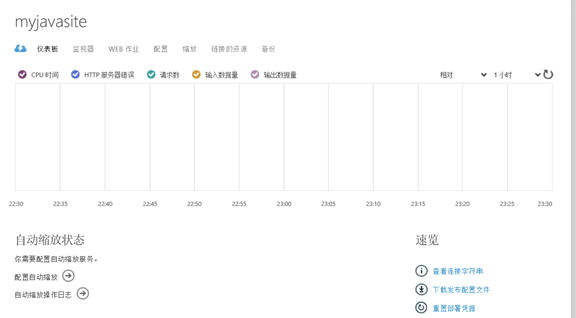 myjavasite
仪表板 监视器 WEB 作业 配置 缩放 链接的资源 备份
CPU 时间 HTTP 服务器错误 请求数 输入数据量 输出数据量 相对 1 小时
22:30 22:35 22:40 22:45 22:50 22:55 23:00 23:05 23:10 23:15 23:20 23:25 23:30
自动缩放状态
你需要配置自动缩放服务。
配置自动缩放
自动缩放操作日志
速览
查看连接字符串
下载发布配置文件
重置部署凭据